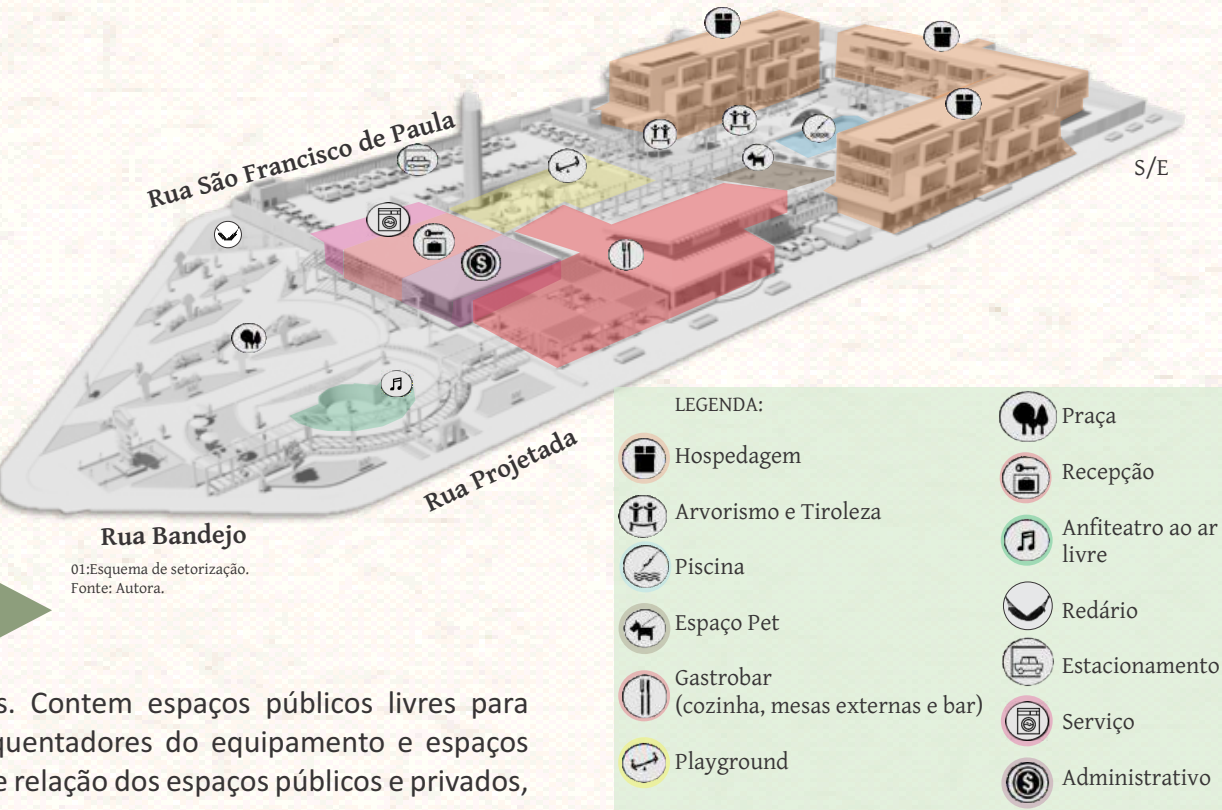 Rua São Francisco de Paula
S/E
Rua Projetada
Rua Bandejo
01:Esquema de setorização.
Fonte: Autora.
LEGENDA:
Hospedagem
Arvorismo e Tiroleza
Piscina
Espaço Pet
Gastrobar
(cozinha, mesas externas e bar)
Playground
Praça
Recepção
Anfiteatro ao ar
livre
Redário
Estacionamento
Serviço
Administrativo
s. Contem espaços públicos livres para
quentadores do equipamento e espaços
e relação dos espaços públicos e privados,